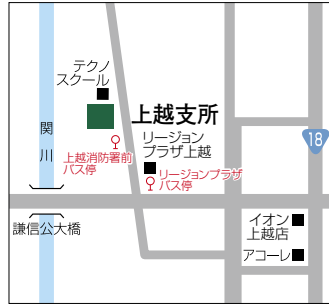 テクノ
スクール
上越支所
関川
上越消防署前
バス停
リージョン
プラザ上越
リージョンプラザ
バス停
18
謙信公大橋
イオン
上越店
アコーレ